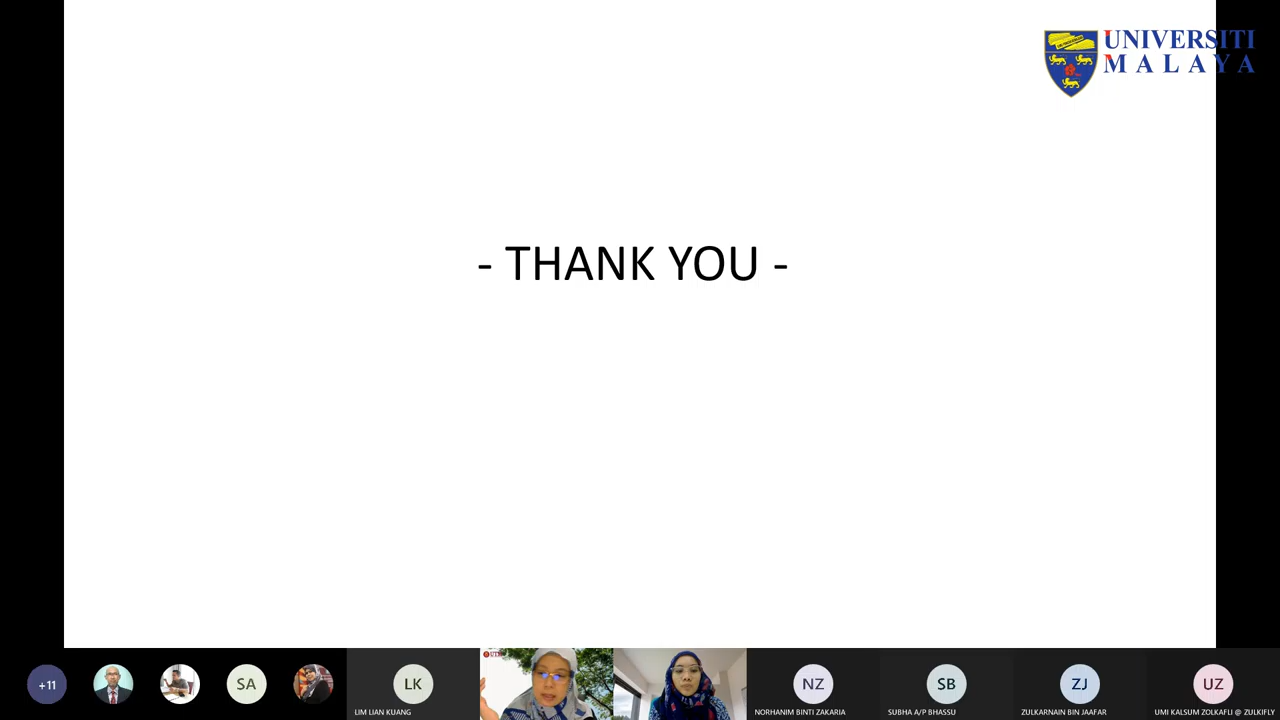 UNIVERSITI
MALAYA
- THANK YOU -
+11
SA
LK
LIM LIAN KUANG
NZ
NORHANIM BINTI ZAKARIA
SB
SUBHA A/P BHASSU
ZJ
ZULKARNAIN BIN JAAFAR
UZ
UMI KALSUM ZOLKAFLI @ ZULKIFLY